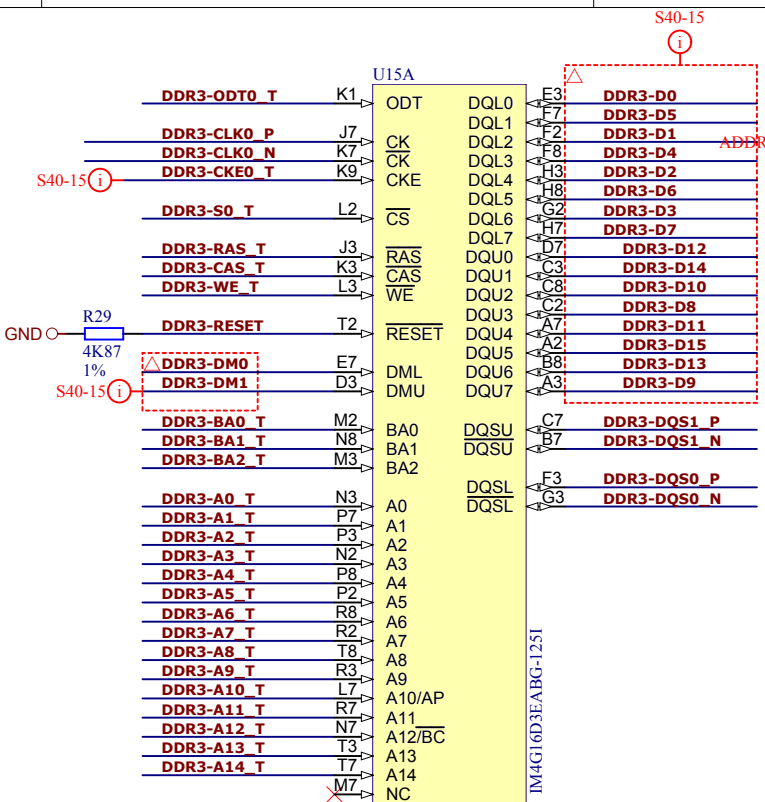 S40-15
i
U15A
DDR3-ODT0_T K1 ODT DQL0 E3 DDR3-D0
DQL1 F7 DDR3-D5
DDR3-CLK0_P J7 CK DQL2 F2 DDR3-D1 ADDR
DDR3-CLK0_N K7 CK DQL3 F8 DDR3-D4
S40-15 i DDR3-CKE0_T K9 CKE DQL4 H3 DDR3-D2
DQL5 H8 DDR3-D6
DDR3-S0_T L2 CS DQL6 G2 DDR3-D3
DQL7 H7 DDR3-D7
DDR3-RAS_T J3 RAS DQU0 D7 DDR3-D12
DDR3-CAS_T K3 CAS DQU1 C3 DDR3-D14
DDR3-WE_T L3 WE DQU2 C8 DDR3-D10
DQU3 C2 DDR3-D8
GND R29 4K87 1% DDR3-RESET T2 RESET DQU4 A7 DDR3-D11
DQU5 A2 DDR3-D15
DDR3-DM0 E7 DML DQU6 B8 DDR3-D13
S40-15 i DDR3-DM1 D3 DMU DQU7 A3 DDR3-D9
DDR3-BA0_T M2 BA0 DQSU C7 DDR3-DQS1_P
DDR3-BA1_T N8 BA1 DQSU B7 DDR3-DQS1_N
DDR3-BA2_T M3 BA2
DQSL F3 DDR3-DQS0_P
DDR3-A0_T N3 A0 DQSL G3 DDR3-DQS0_N
DDR3-A1_T P7 A1
DDR3-A2_T P3 A2
DDR3-A3_T N2 A3
DDR3-A4_T P8 A4
DDR3-A5_T P2 A5
DDR3-A6_T R8 A6
DDR3-A7_T R2 A7
DDR3-A8_T T8 A8
DDR3-A9_T R3 A9
DDR3-A10_T L7 A10/AP
DDR3-A11_T R7 A11
DDR3-A12_T N7 A12/BC
DDR3-A13_T T3 A13
DDR3-A14_T T7 A14
M7 NC
IM4G16D3EABG-125I